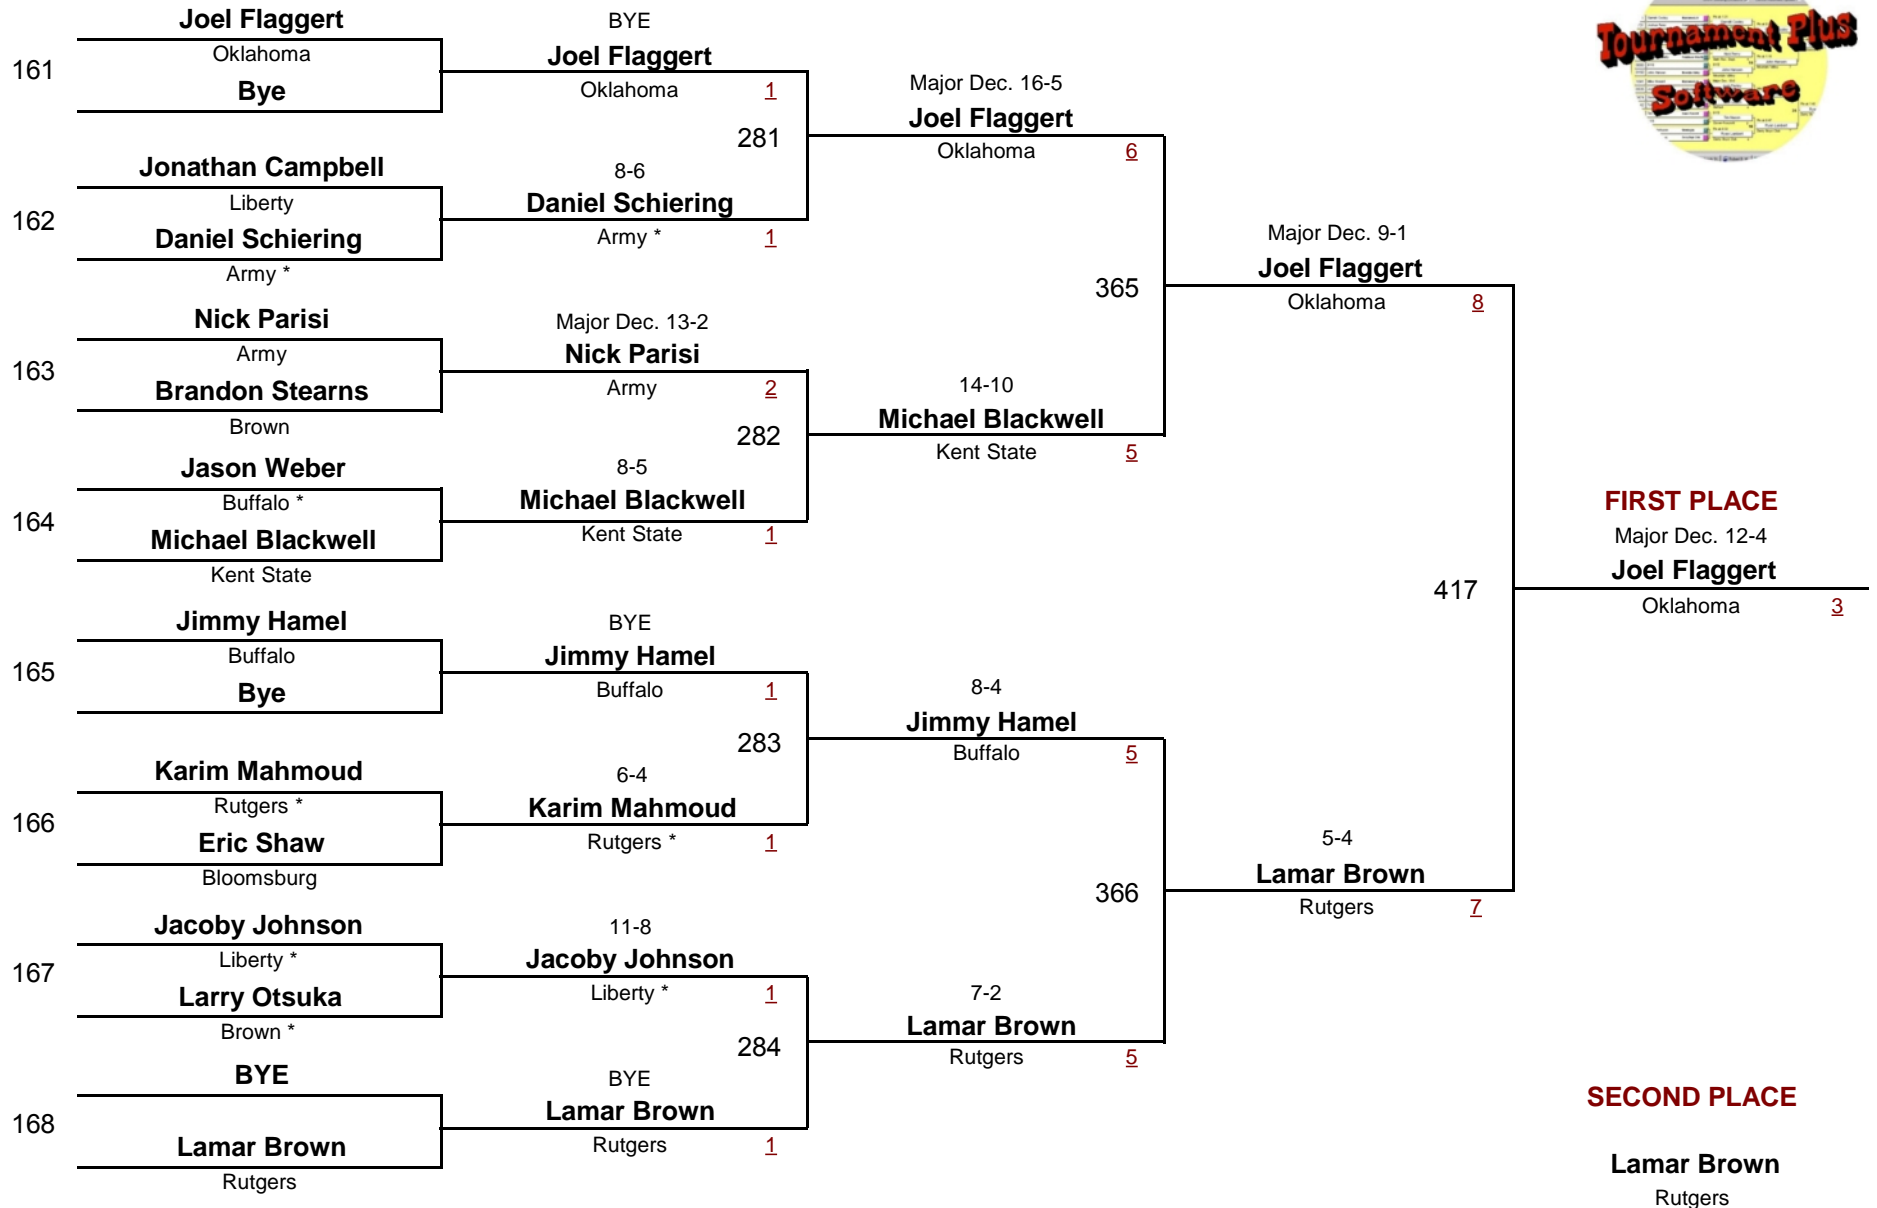 Joel Flaggert
Oklahoma
161
Bye
Jonathan Campbell
Liberty
162
Daniel Schiering
Army *
Nick Parisi
Army
163
Brandon Stearns
Brown
Jason Weber
Buffalo *
164
Michael Blackwell
Kent State
Jimmy Hamel
Buffalo
165
Bye
Karim Mahmoud
Rutgers *
166
Eric Shaw
Bloomsburg
Jacoby Johnson
Liberty *
167
Larry Otsuka
Brown *
BYE
168
Lamar Brown
Rutgers
BYE
Joel Flaggert
Oklahoma 1
281
8-6
Daniel Schiering
Army * 1
Major Dec. 13-2
Nick Parisi
Army 2
282
8-5
Michael Blackwell
Kent State 1
BYE
Jimmy Hamel
Buffalo 1
283
6-4
Karim Mahmoud
Rutgers * 1
11-8
Jacoby Johnson
Liberty * 1
284
BYE
Lamar Brown
Rutgers 1
Major Dec. 16-5
Joel Flaggert
Oklahoma 6
365
14-10
Michael Blackwell
Kent State 5
8-4
Jimmy Hamel
Buffalo 5
366
7-2
Lamar Brown
Rutgers 5
Major Dec. 9-1
Joel Flaggert
Oklahoma 8
417
5-4
Lamar Brown
Rutgers 7
Tournament Plus
Software
FIRST PLACE
Major Dec. 12-4
Joel Flaggert
Oklahoma 3
SECOND PLACE
Lamar Brown
Rutgers